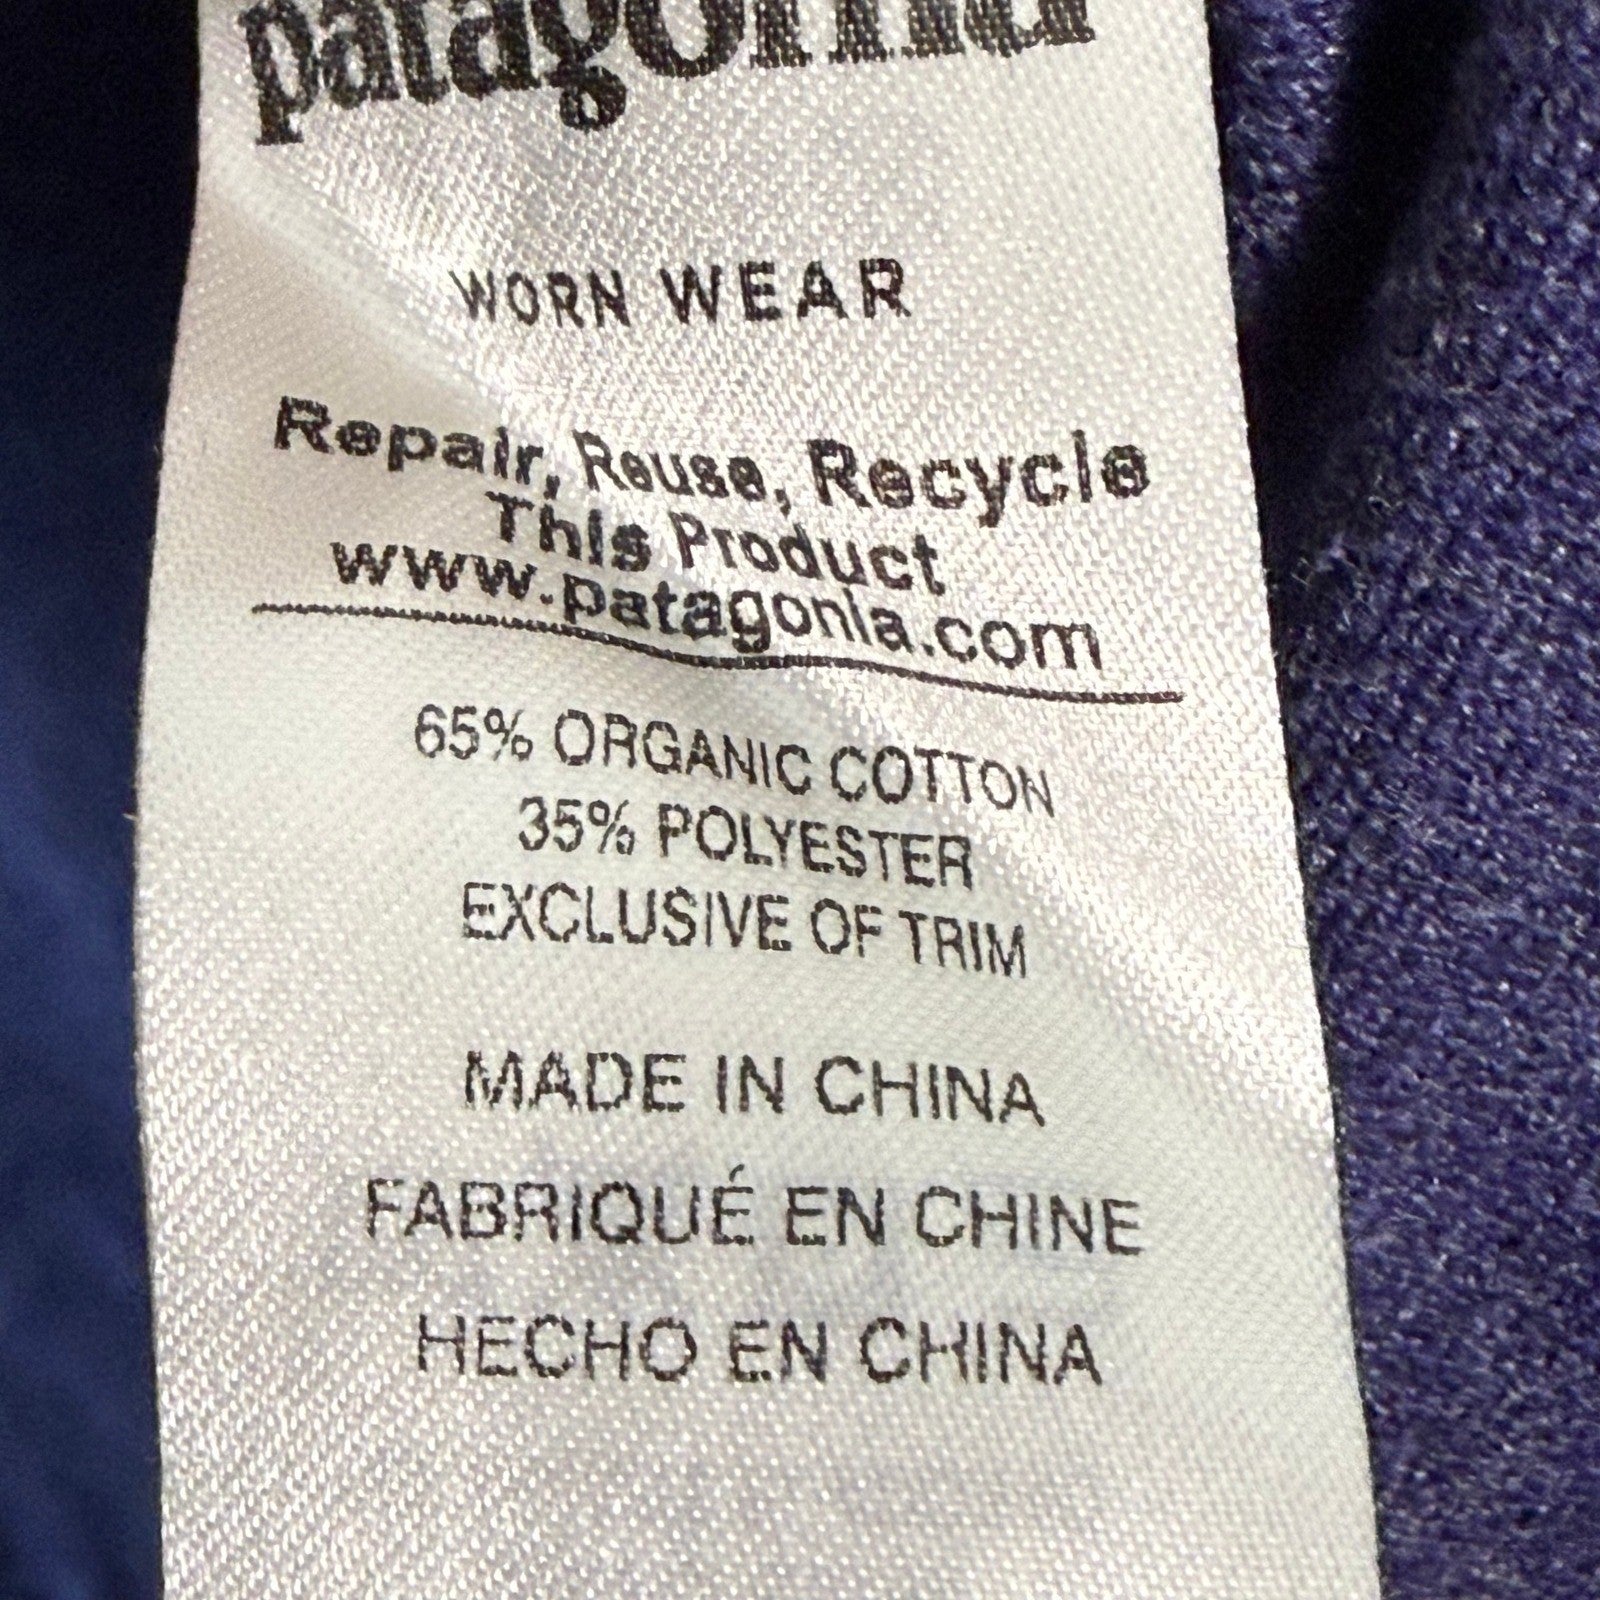 patagonia
WORN WEAR
Repair, Reuse, Recycle
This Product
www.patagonia.com
65% ORGANIC COTTON
35% POLYESTER
EXCLUSIVE OF TRIM
MADE IN CHINA
FABRIQUÉ EN CHINE
HECHO EN CHINA